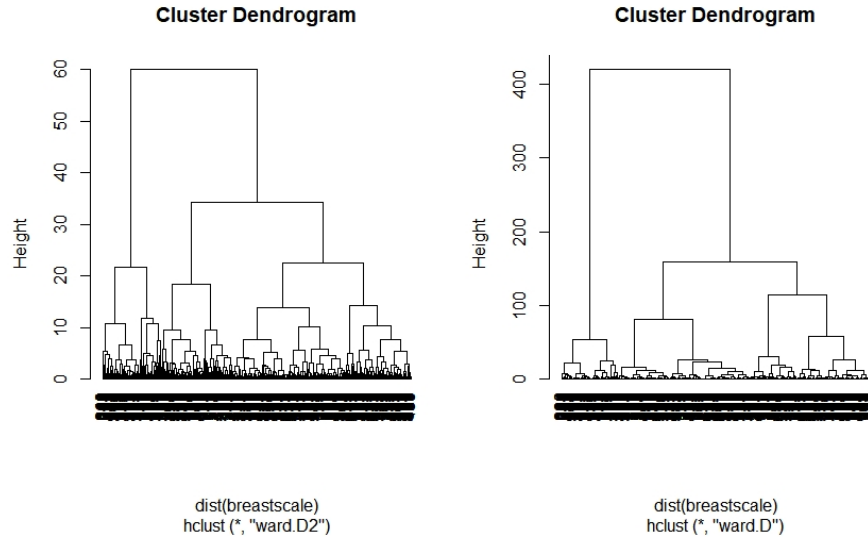 Cluster Dendrogram
Height
60
50
40
30
20
10
0
dist(breastscale)
hclust (*, "ward.D2")
Cluster Dendrogram
Height
400
300
200
100
0
dist(breastscale)
hclust (*, "ward.D")